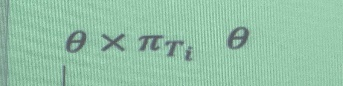 θ × π_{T_i} θ